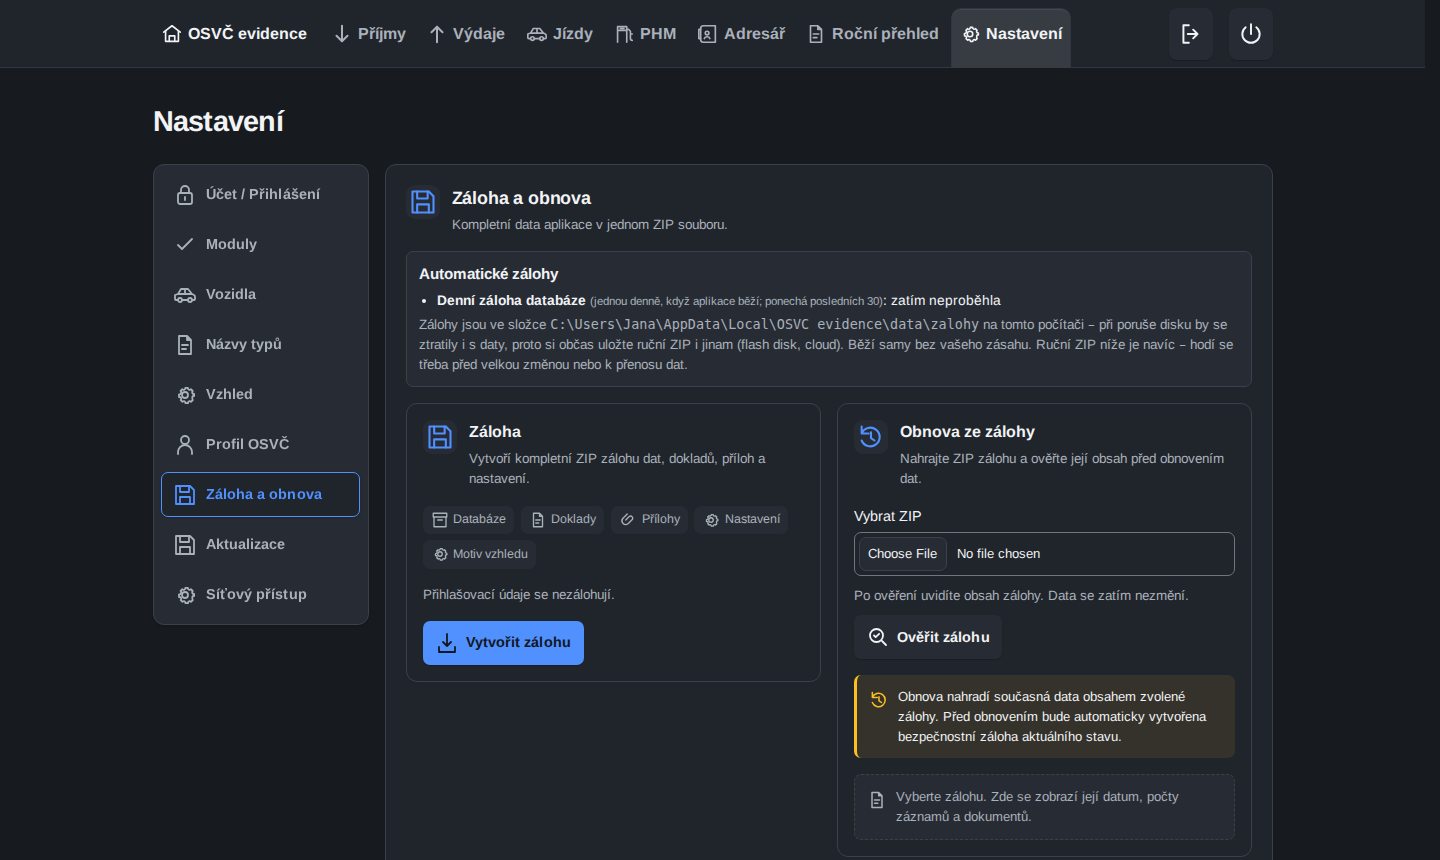 OSVČ evidence
Příjmy
Výdaje
Jízdy
PHM
Adresář
Roční přehled
Nastavení
Nastavení
Účet / Přihlášení
Moduly
Vozidla
Názvy typů
Vzhled
Profil OSVČ
Záloha a obnova
Aktualizace
Síťový přístup
Záloha a obnova
Kompletní data aplikace v jednom ZIP souboru.
Automatické zálohy
• Denní záloha databáze (jednou denně, když aplikace běží; ponechá posledních 30): zatím neproběhla
Zálohy jsou ve složce C:\Users\Jana\AppData\Local\OSVC evidence\data\zalohy na tomto počítači – při poruše disku by se
ztratily i s daty, proto si občas uložte ruční ZIP i jinam (flash disk, cloud). Běží samy bez vašeho zásahu. Ruční ZIP níže je navíc – hodí se
třeba před velkou změnou nebo k přenosu dat.
Záloha
Vytvoří kompletní ZIP zálohu dat, dokladů, příloh a
nastavení.
Databáze
Doklady
Přílohy
Nastavení
Motiv vzhledu
Přihlašovací údaje se nezálohují.
Vytvořit zálohu
Obnova ze zálohy
Nahrajte ZIP zálohu a ověřte její obsah před obnovením
dat.
Vybrat ZIP
Choose File No file chosen
Po ověření uvidíte obsah zálohy. Data se zatím nezmění.
Ověřit zálohu
Obnova nahradí současná data obsahem zvolené
zálohy. Před obnovením bude automaticky vytvořena
bezpečnostní záloha aktuálního stavu.
Vyberte zálohu. Zde se zobrazí její datum, počty
záznamů a dokumentů.